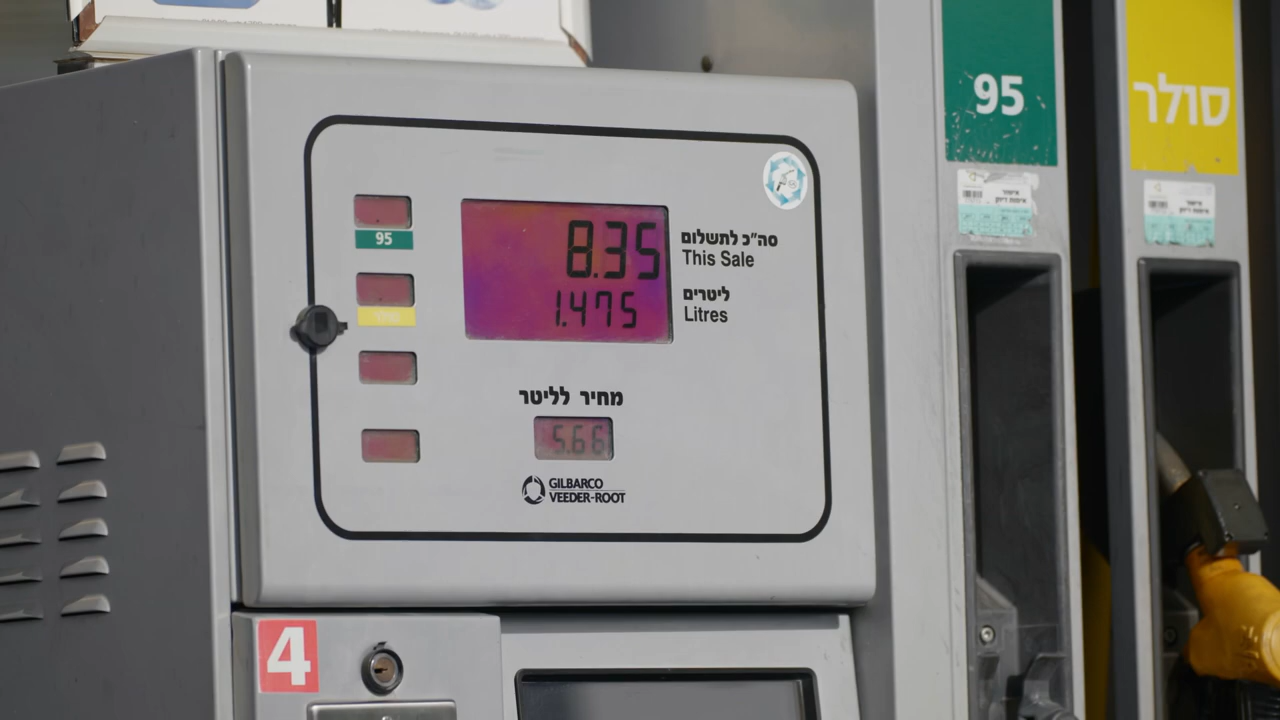 95
סולר
95
8.35
סה"כ לתשלום
This Sale
1.475
ליטרים
Litres
מחיר לליטר
5.66
GILBARCO
VEEDER-ROOT
4